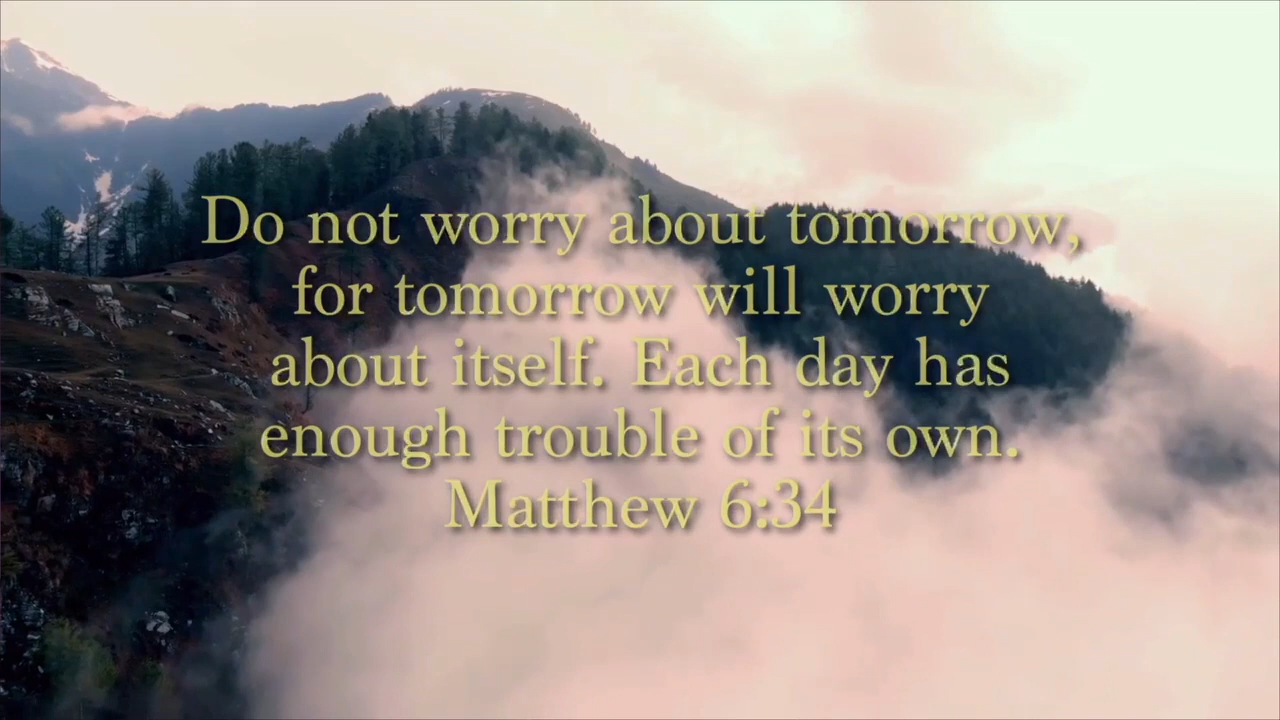 Do not worry about tomorrow,
for tomorrow will worry
about itself. Each day has
enough trouble of its own.
Matthew 6:34